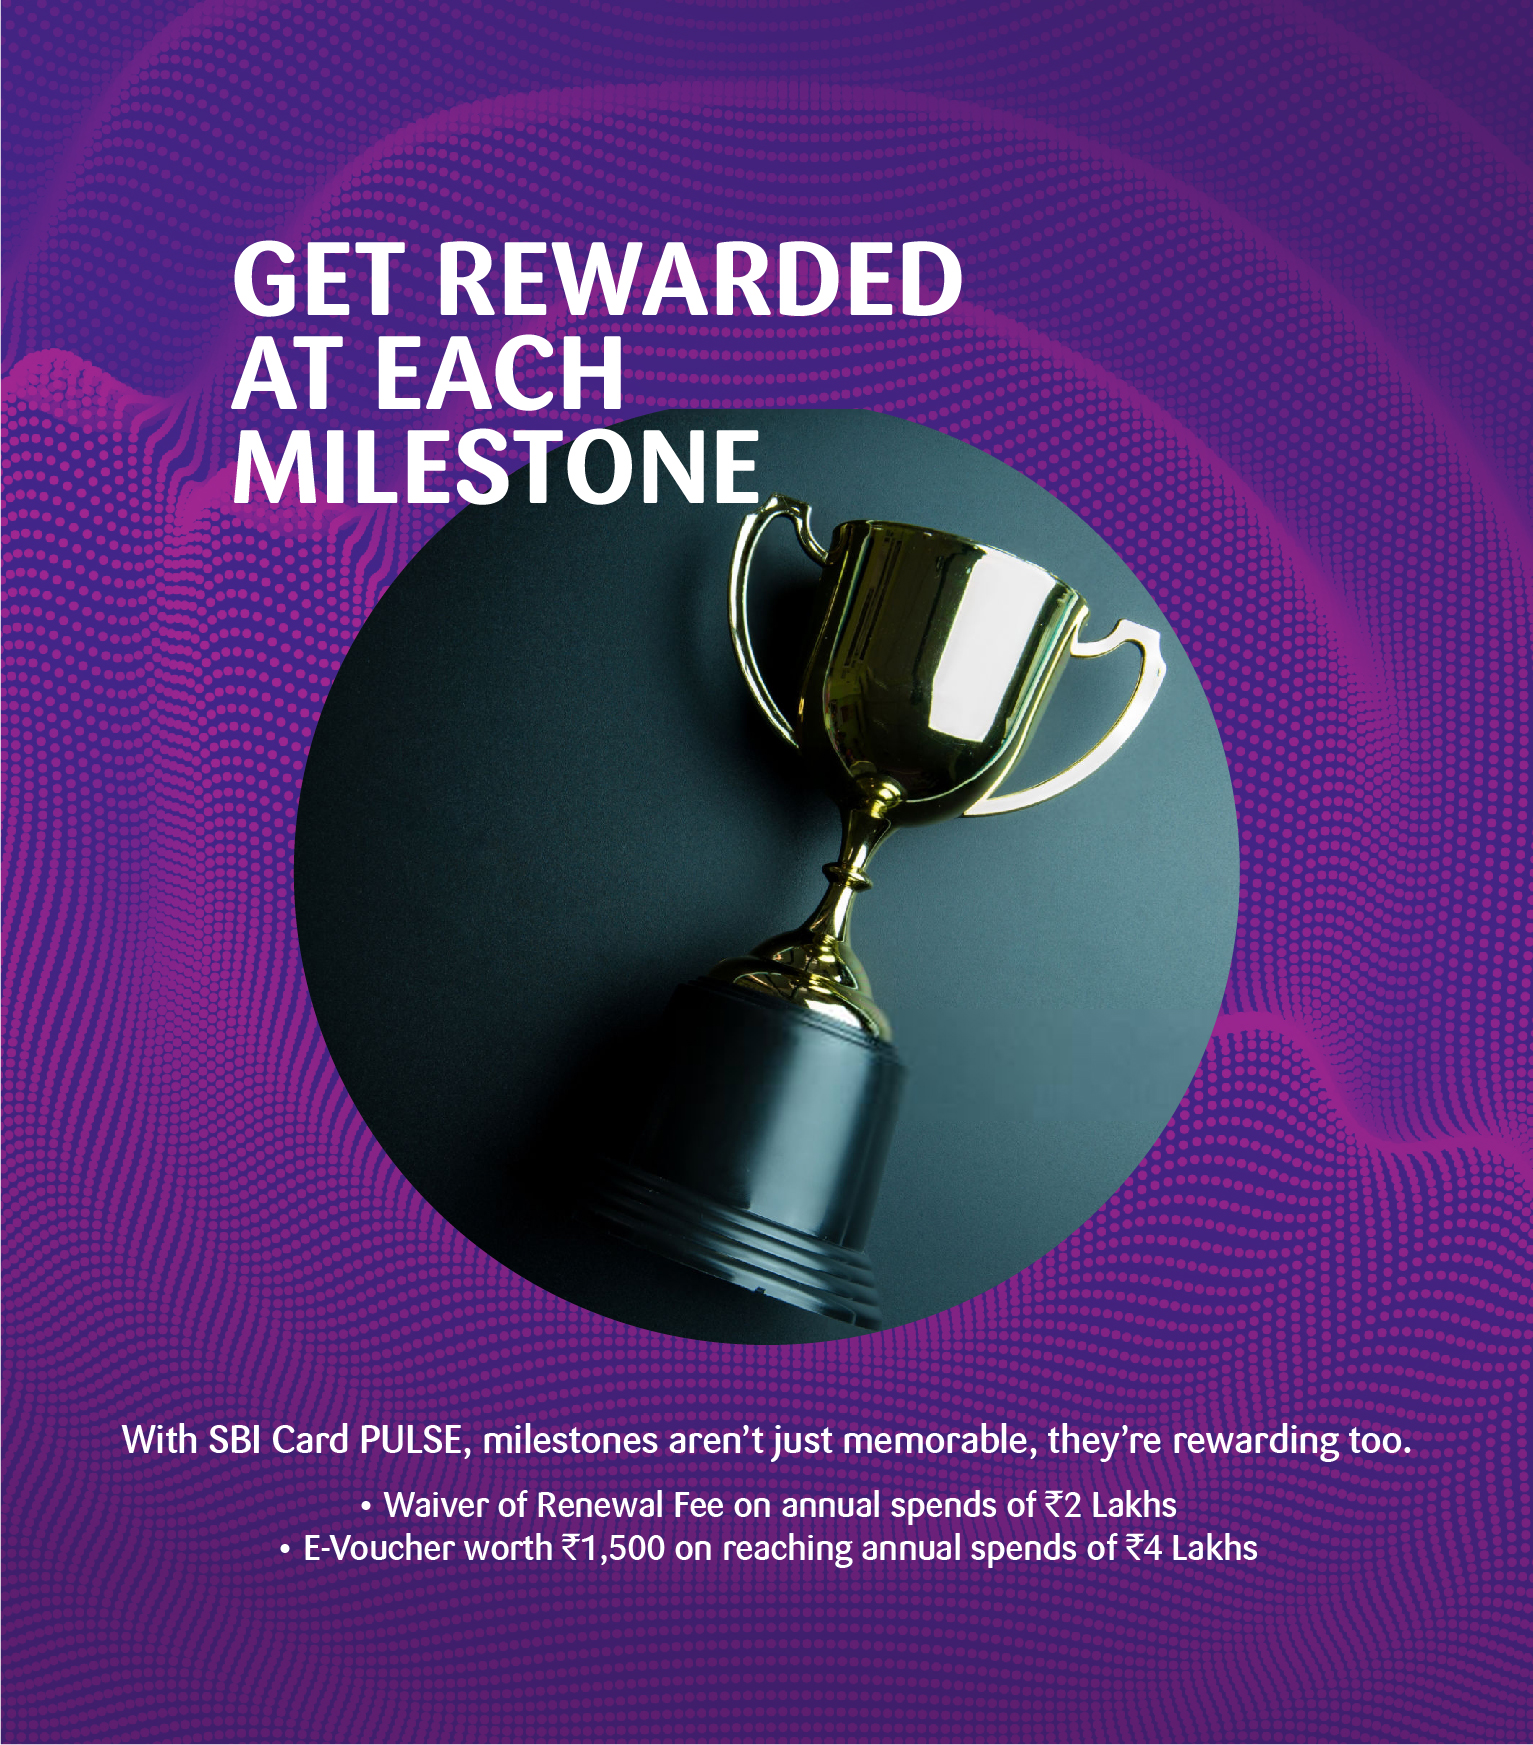 GET REWARDED
AT EACH
MILESTONE
With SBI Card PULSE, milestones aren’t just memorable, they’re rewarding too.
• Waiver of Renewal Fee on annual spends of ₹2 Lakhs
• E-Voucher worth ₹1,500 on reaching annual spends of ₹4 Lakhs